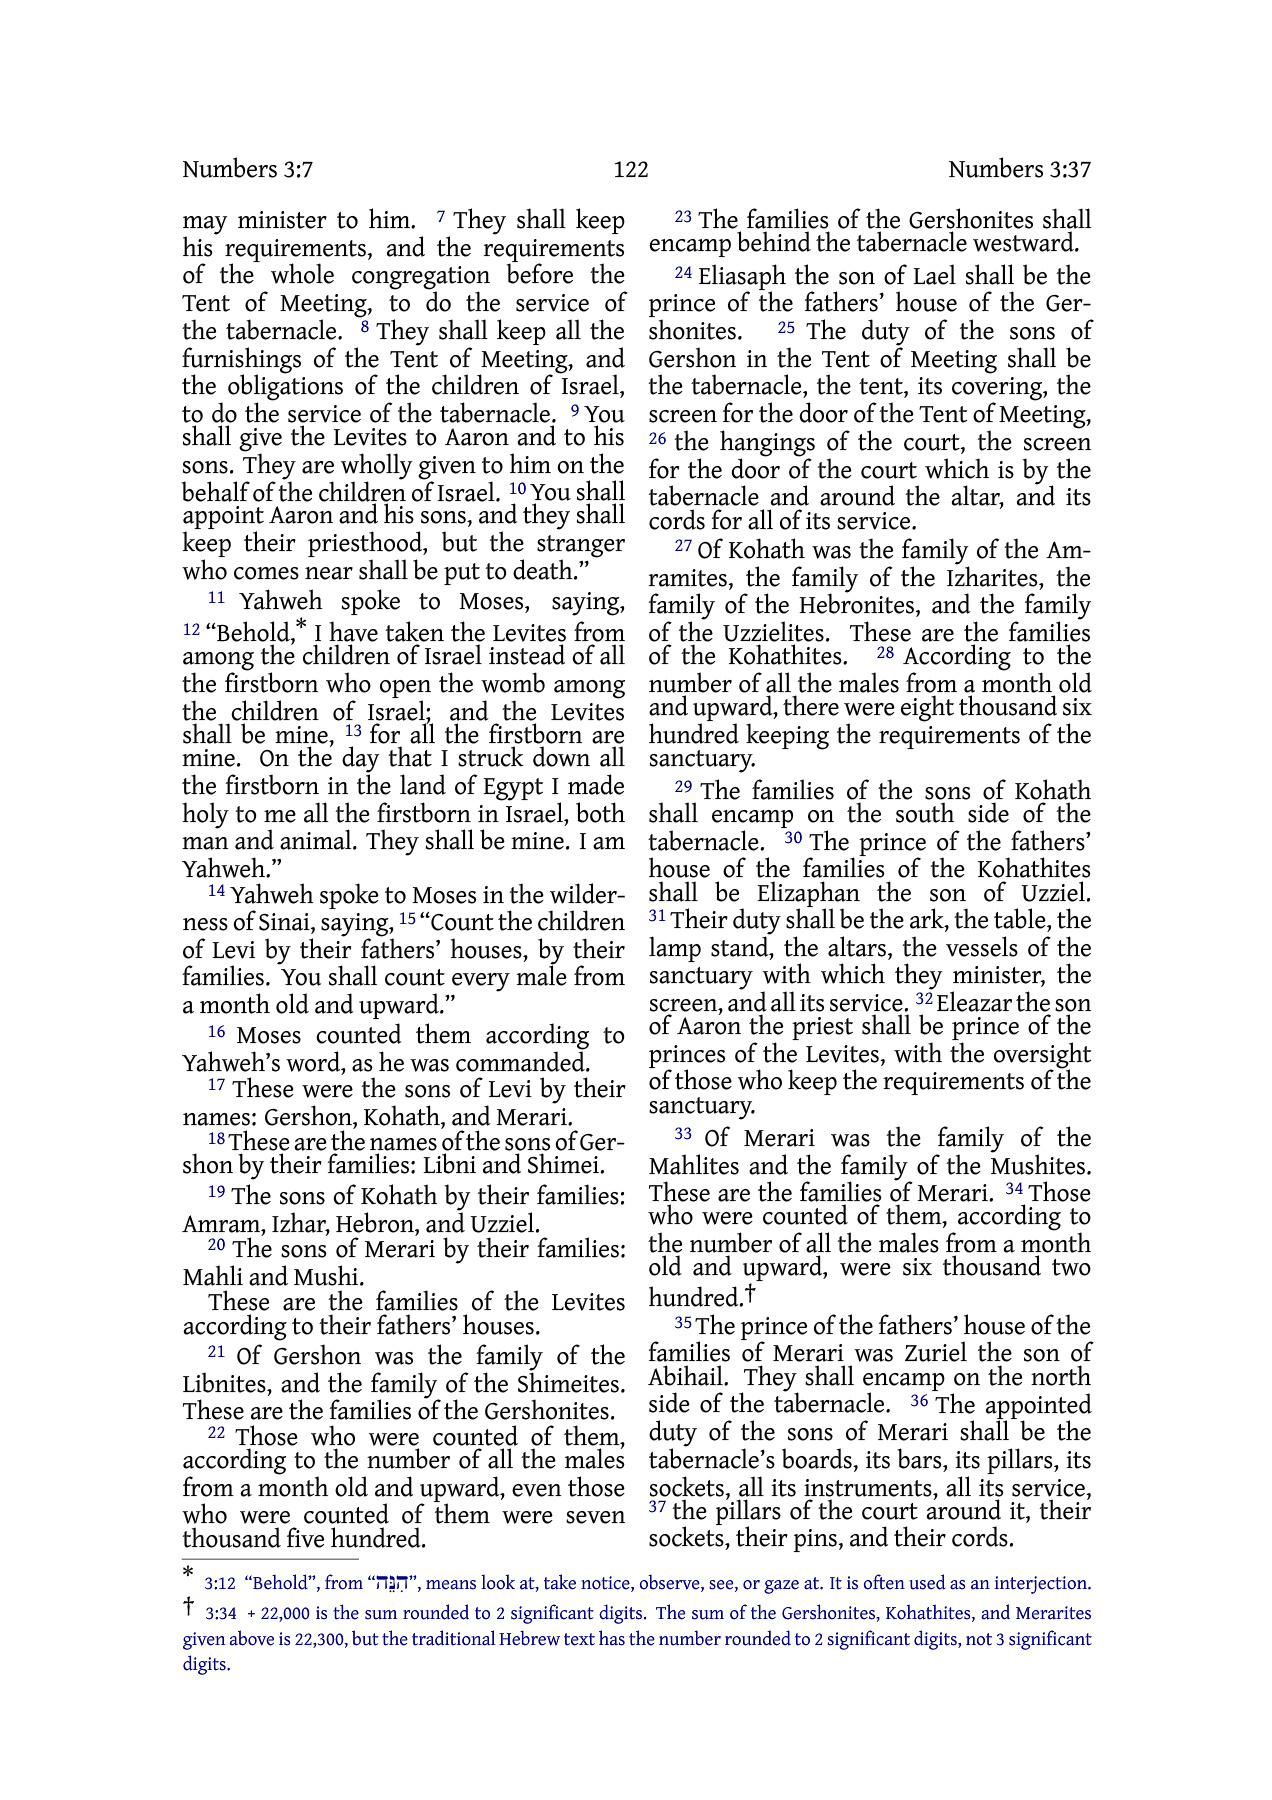 Numbers 3:7 122 Numbers 3:37
may minister to him. 7 They shall keep
his requirements, and the requirements
of the whole congregation before the
Tent of Meeting, to do the service of
the tabernacle. 8 They shall keep all the
furnishings of the Tent of Meeting, and
the obligations of the children of Israel,
to do the service of the tabernacle. 9 You
shall give the Levites to Aaron and to his
sons. They are wholly given to him on the
behalf of the children of Israel. 10 You shall
appoint Aaron and his sons, and they shall
keep their priesthood, but the stranger
who comes near shall be put to death.”
11 Yahweh spoke to Moses, saying,
12 “Behold,* I have taken the Levites from
among the children of Israel instead of all
the firstborn who open the womb among
the children of Israel; and the Levites
shall be mine, 13 for all the firstborn are
mine. On the day that I struck down all
the firstborn in the land of Egypt I made
holy to me all the firstborn in Israel, both
man and animal. They shall be mine. I am
Yahweh.”
14 Yahweh spoke to Moses in the wilder-
ness of Sinai, saying, 15 “Count the children
of Levi by their fathers’ houses, by their
families. You shall count every male from
a month old and upward.”
16 Moses counted them according to
Yahweh’s word, as he was commanded.
17 These were the sons of Levi by their
names: Gershon, Kohath, and Merari.
18 These are the names of the sons of Ger-
shon by their families: Libni and Shimei.
19 The sons of Kohath by their families:
Amram, Izhar, Hebron, and Uzziel.
20 The sons of Merari by their families:
Mahli and Mushi.
These are the families of the Levites
according to their fathers’ houses.
21 Of Gershon was the family of the
Libnites, and the family of the Shimeites.
These are the families of the Gershonites.
22 Those who were counted of them,
according to the number of all the males
from a month old and upward, even those
who were counted of them were seven
thousand five hundred.
23 The families of the Gershonites shall
encamp behind the tabernacle westward.
24 Eliasaph the son of Lael shall be the
prince of the fathers’ house of the Ger-
shonites. 25 The duty of the sons of
Gershon in the Tent of Meeting shall be
the tabernacle, the tent, its covering, the
screen for the door of the Tent of Meeting,
26 the hangings of the court, the screen
for the door of the court which is by the
tabernacle and around the altar, and its
cords for all of its service.
27 Of Kohath was the family of the Am-
ramites, the family of the Izharites, the
family of the Hebronites, and the family
of the Uzzielites. These are the families
of the Kohathites. 28 According to the
number of all the males from a month old
and upward, there were eight thousand six
hundred keeping the requirements of the
sanctuary.
29 The families of the sons of Kohath
shall encamp on the south side of the
tabernacle. 30 The prince of the fathers’
house of the families of the Kohathites
shall be Elizaphan the son of Uzziel.
31 Their duty shall be the ark, the table, the
lamp stand, the altars, the vessels of the
sanctuary with which they minister, the
screen, and all its service. 32 Eleazar the son
of Aaron the priest shall be prince of the
princes of the Levites, with the oversight
of those who keep the requirements of the
sanctuary.
33 Of Merari was the family of the
Mahlites and the family of the Mushites.
These are the families of Merari. 34 Those
who were counted of them, according to
the number of all the males from a month
old and upward, were six thousand two
hundred.†
35 The prince of the fathers’ house of the
families of Merari was Zuriel the son of
Abihail. They shall encamp on the north
side of the tabernacle. 36 The appointed
duty of the sons of Merari shall be the
tabernacle’s boards, its bars, its pillars, its
sockets, all its instruments, all its service,
37 the pillars of the court around it, their
sockets, their pins, and their cords.
* 3:12 “Behold”, from “הִנֵּה”, means look at, take notice, observe, see, or gaze at. It is often used as an interjection.
† 3:34 + 22,000 is the sum rounded to 2 significant digits. The sum of the Gershonites, Kohathites, and Merarites
given above is 22,300, but the traditional Hebrew text has the number rounded to 2 significant digits, not 3 significant
digits.